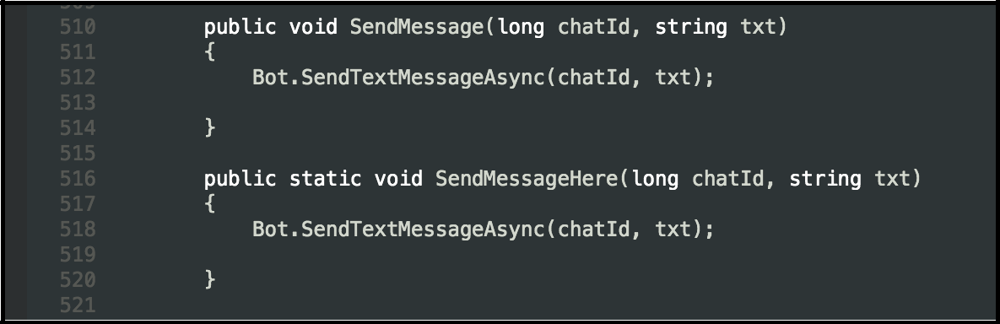 510 public void SendMessage(long chatId, string txt)
511 {
512 Bot.SendTextMessageAsync(chatId, txt);
513
514 }
515
516 public static void SendMessageHere(long chatId, string txt)
517 {
518 Bot.SendTextMessageAsync(chatId, txt);
519
520 }
521